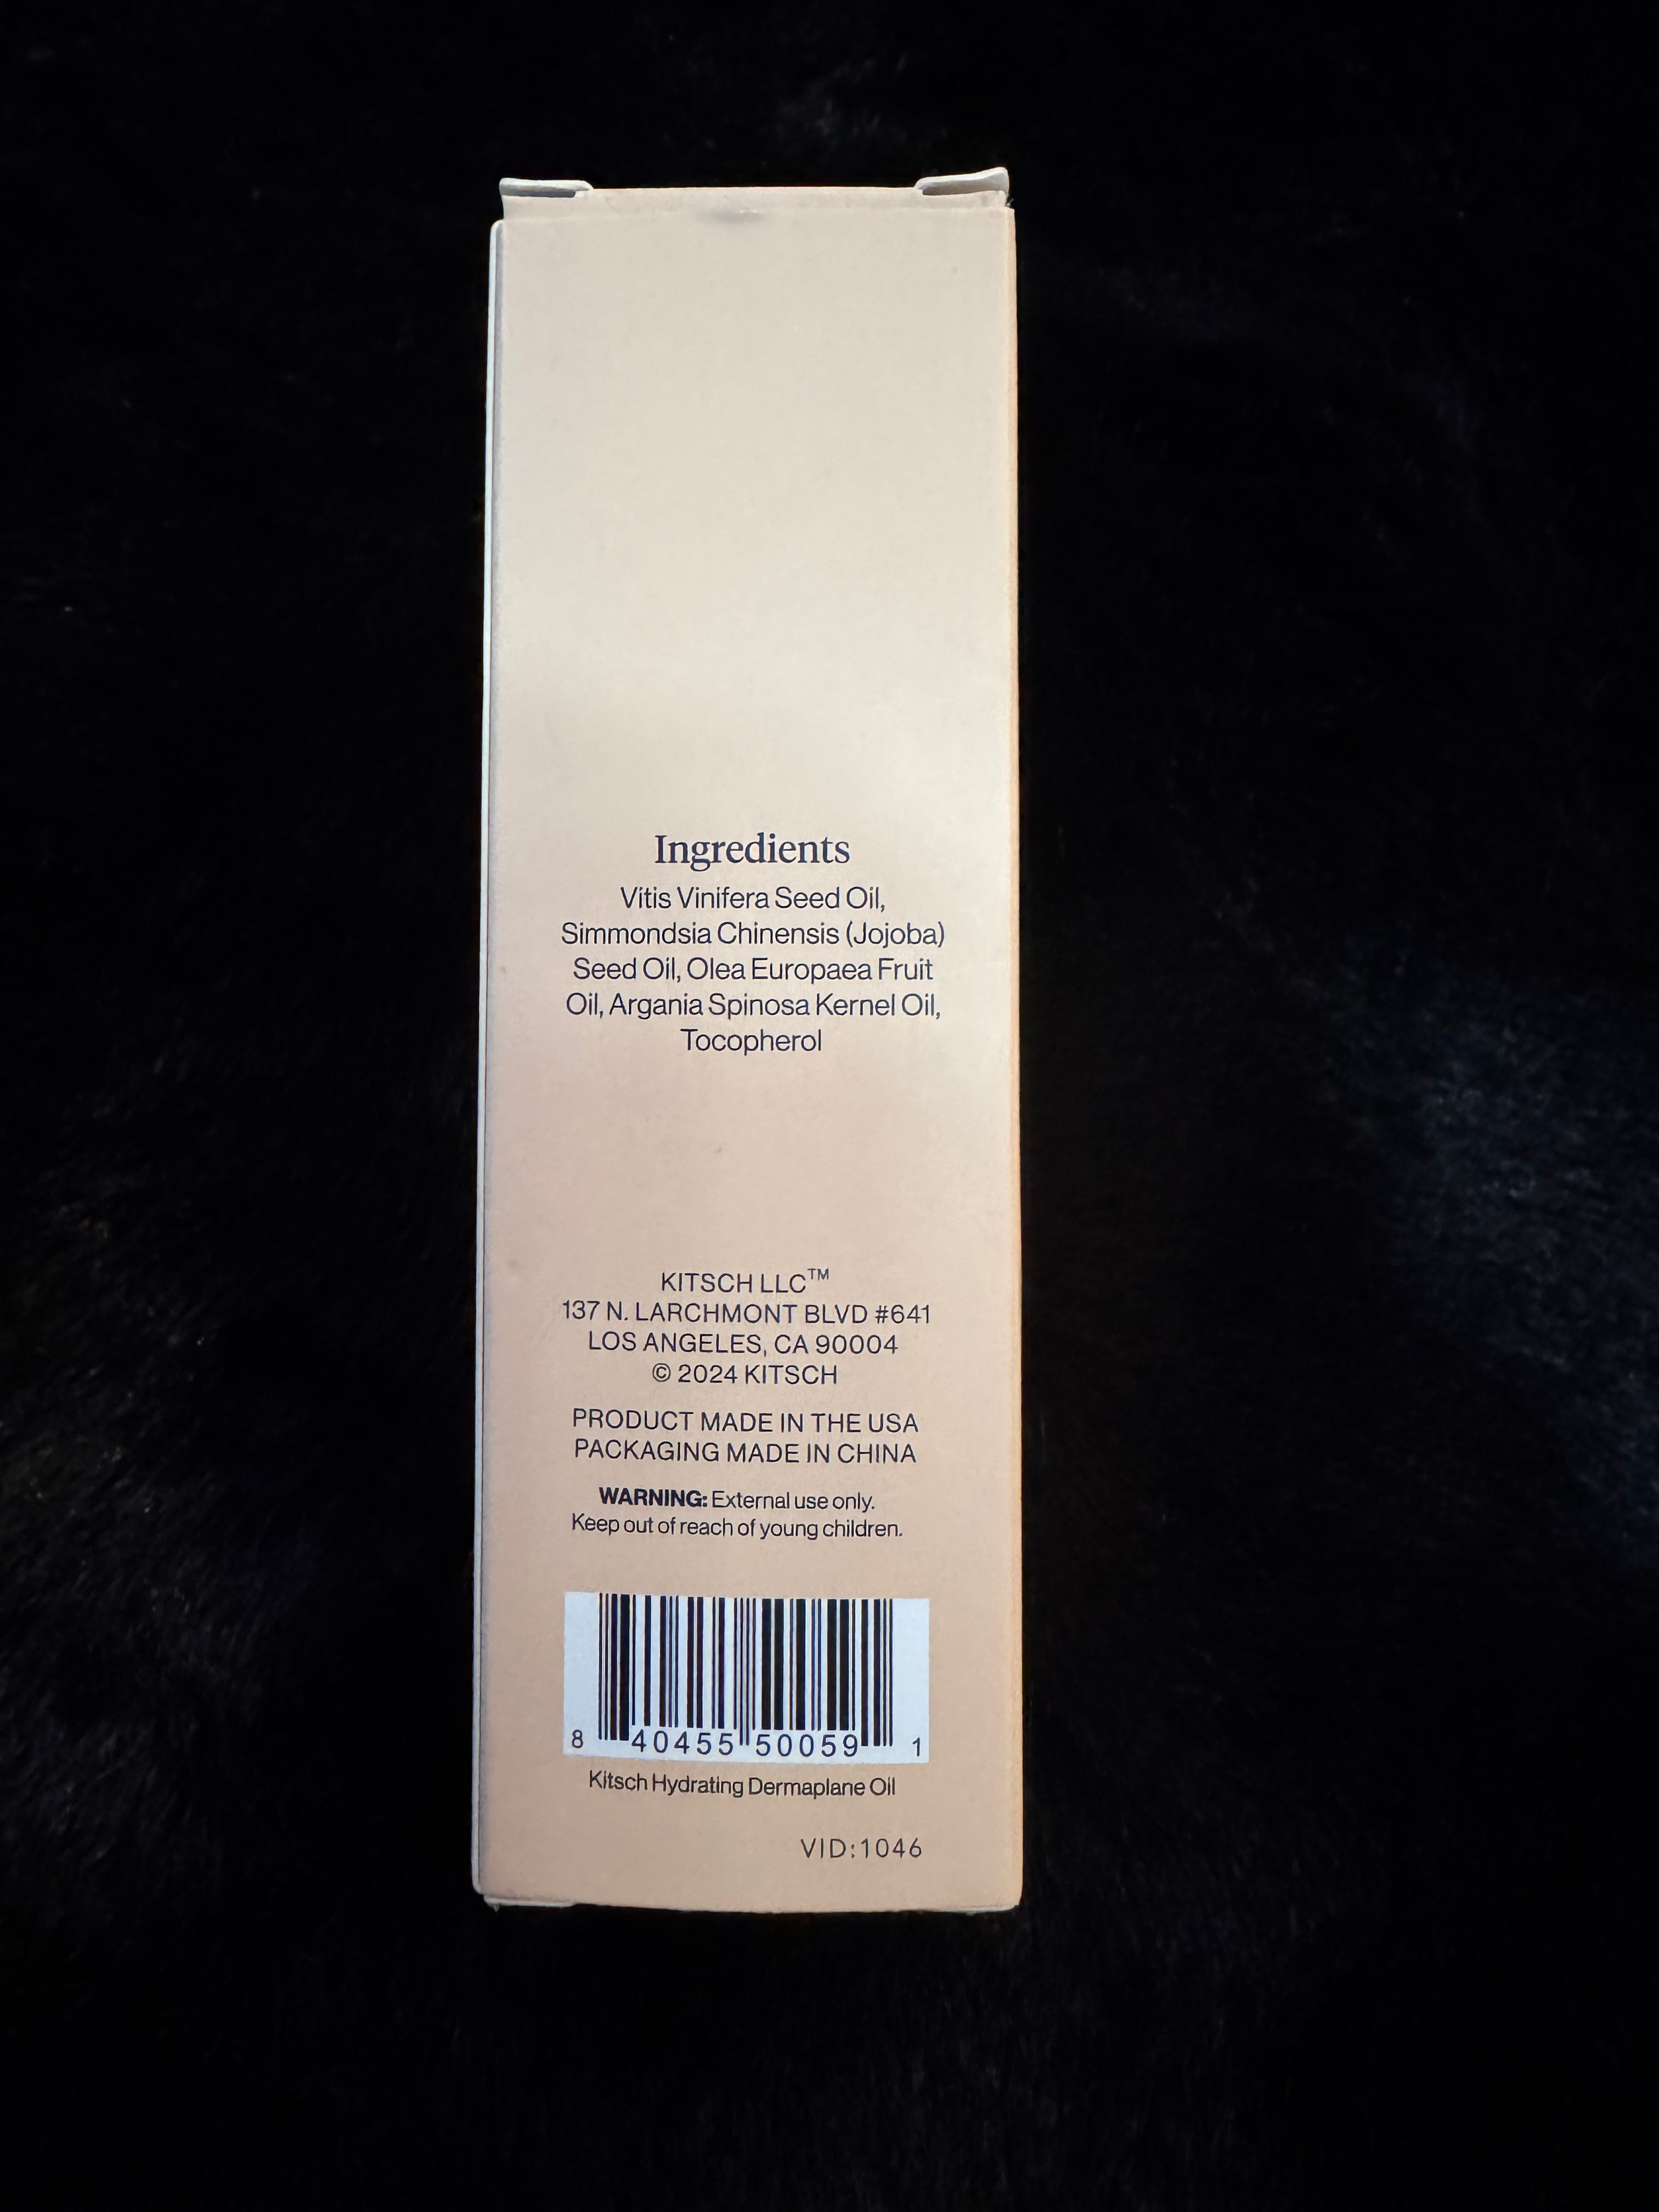 Ingredients
Vitis Vinifera Seed Oil,
Simmondsia Chinensis (Jojoba)
Seed Oil, Olea Europaea Fruit
Oil, Argania Spinosa Kernel Oil,
Tocopherol
KITSCH LLC™
137 N. LARCHMONT BLVD #641
LOS ANGELES, CA 90004
© 2024 KITSCH
PRODUCT MADE IN THE USA
PACKAGING MADE IN CHINA
WARNING: External use only.
Keep out of reach of young children.
8 40455 50059 1
Kitsch Hydrating Dermaplane Oil
VID:1046